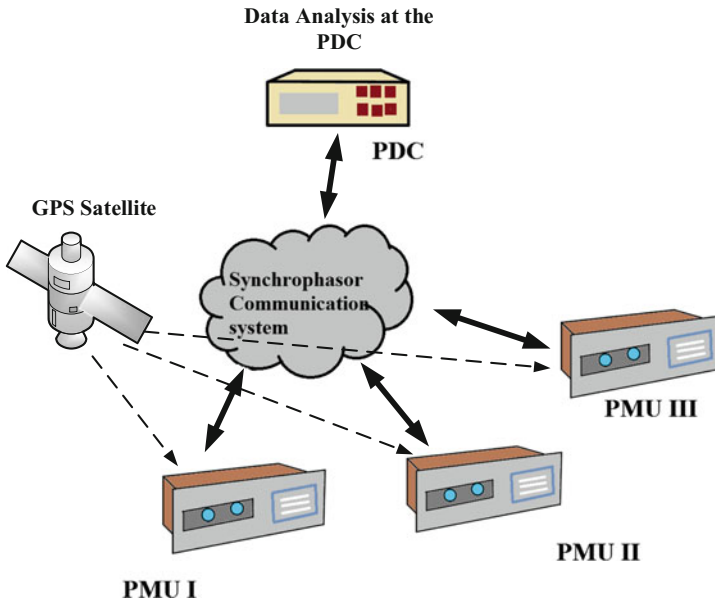 Data Analysis at the
PDC
PDC
GPS Satellite
Synchrophasor
Communication
system
PMU III
PMU II
PMU I